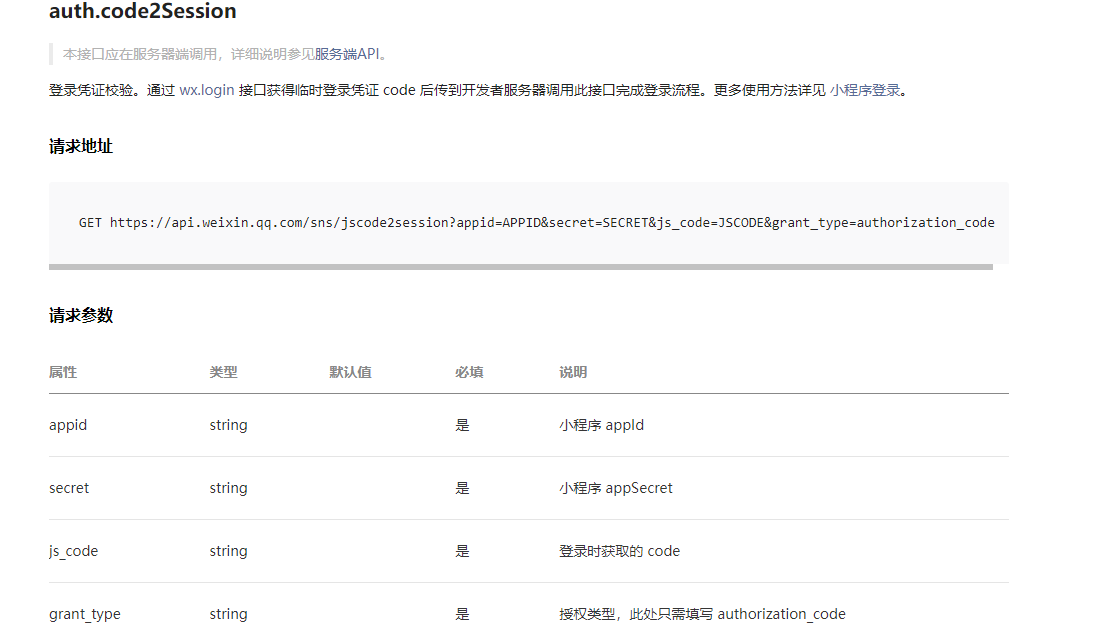 auth.code2Session
本接口应在服务器端调用，详细说明参见服务端API。
登录凭证校验。通过 wx.login 接口获得临时登录凭证 code 后传到开发者服务器调用此接口完成登录流程。更多使用方法详见 小程序登录。
请求地址
GET https://api.weixin.qq.com/sns/jscode2session?appid=APPID&secret=SECRET&js_code=JSCODE&grant_type=authorization_code
请求参数
属性 类型 默认值 必填 说明
appid string 是 小程序 appId
secret string 是 小程序 appSecret
js_code string 是 登录时获取的 code
grant_type string 是 授权类型，此处只需填写 authorization_code